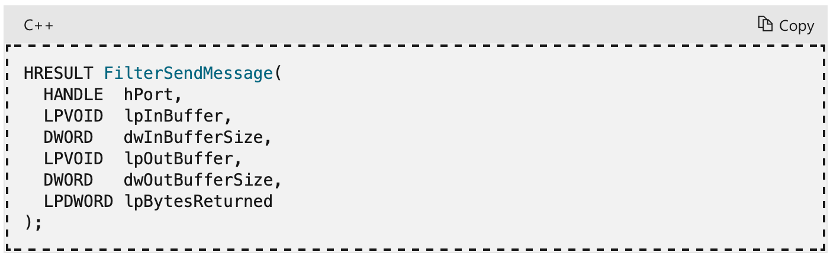 C++
Copy
HRESULT FilterSendMessage(
  HANDLE  hPort,
  LPVOID  lpInBuffer,
  DWORD   dwInBufferSize,
  LPVOID  lpOutBuffer,
  DWORD   dwOutBufferSize,
  LPDWORD lpBytesReturned
);